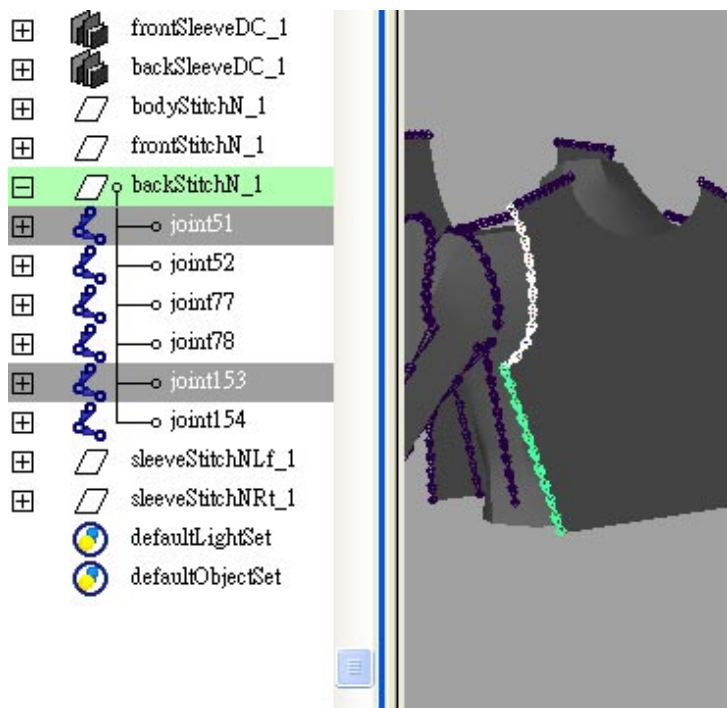 frontSleeveDC_1
backSleeveDC_1
bodyStitchN_1
frontStitchN_1
backStitchN_1
joint51
joint52
joint77
joint78
joint153
joint154
sleeveStitchNLf_1
sleeveStitchNRt_1
defaultLightSet
defaultObjectSet